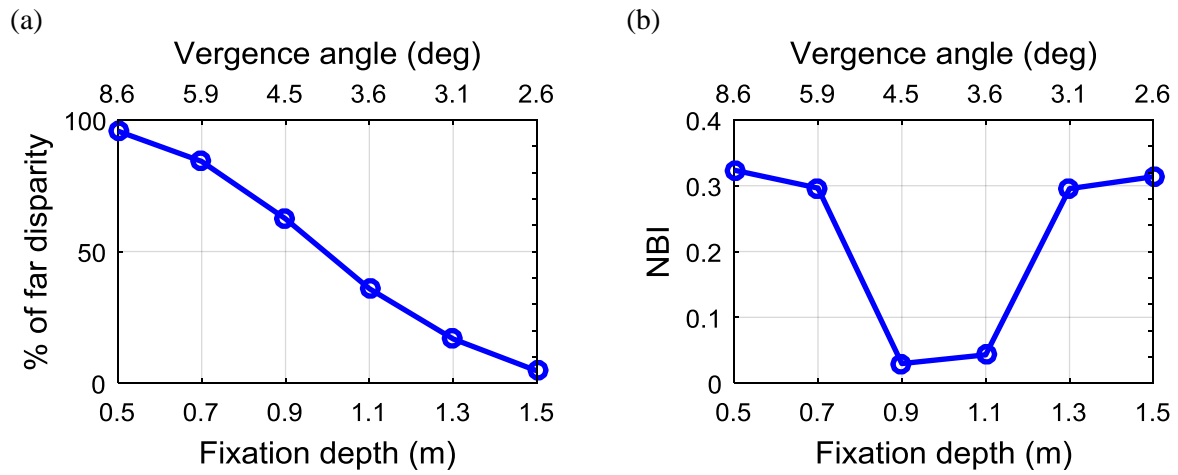 (a)
Vergence angle (deg)
8.6 5.9 4.5 3.6 3.1 2.6
% of far disparity
100
50
0
0.5 0.7 0.9 1.1 1.3 1.5
Fixation depth (m)
(b)
Vergence angle (deg)
8.6 5.9 4.5 3.6 3.1 2.6
NBI
0.4
0.3
0.2
0.1
0
0.5 0.7 0.9 1.1 1.3 1.5
Fixation depth (m)